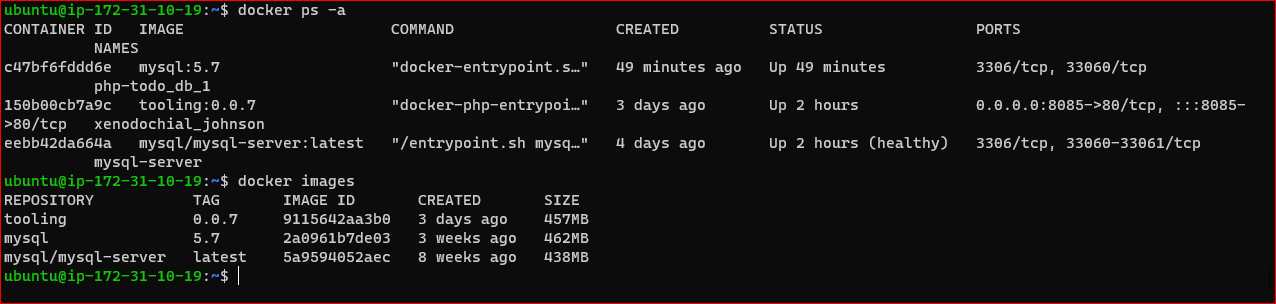 ubuntu@ip-172-31-10-19:~$ docker ps -a
CONTAINER ID   IMAGE                       COMMAND                  CREATED          STATUS                 PORTS
          NAMES
c47bf6fddd6e   mysql:5.7                   "docker-entrypoint.s…"   49 minutes ago   Up 49 minutes          3306/tcp, 33060/tcp
          php-todo_db_1
150b00cb7a9c   tooling:0.0.7               "docker-php-entrypoi…"   3 days ago       Up 2 hours             0.0.0.0:8085->80/tcp, :::8085-
>80/tcp   xenodochial_johnson
eebb42da664a   mysql/mysql-server:latest   "/entrypoint.sh mysq…"   4 days ago       Up 2 hours (healthy)   3306/tcp, 33060-33061/tcp
          mysql-server
ubuntu@ip-172-31-10-19:~$ docker images
REPOSITORY           TAG       IMAGE ID       CREATED       SIZE
tooling              0.0.7     9115642aa3b0   3 days ago    457MB
mysql                5.7       2a0961b7de03   3 weeks ago   462MB
mysql/mysql-server   latest    5a9594052aec   8 weeks ago   438MB
ubuntu@ip-172-31-10-19:~$